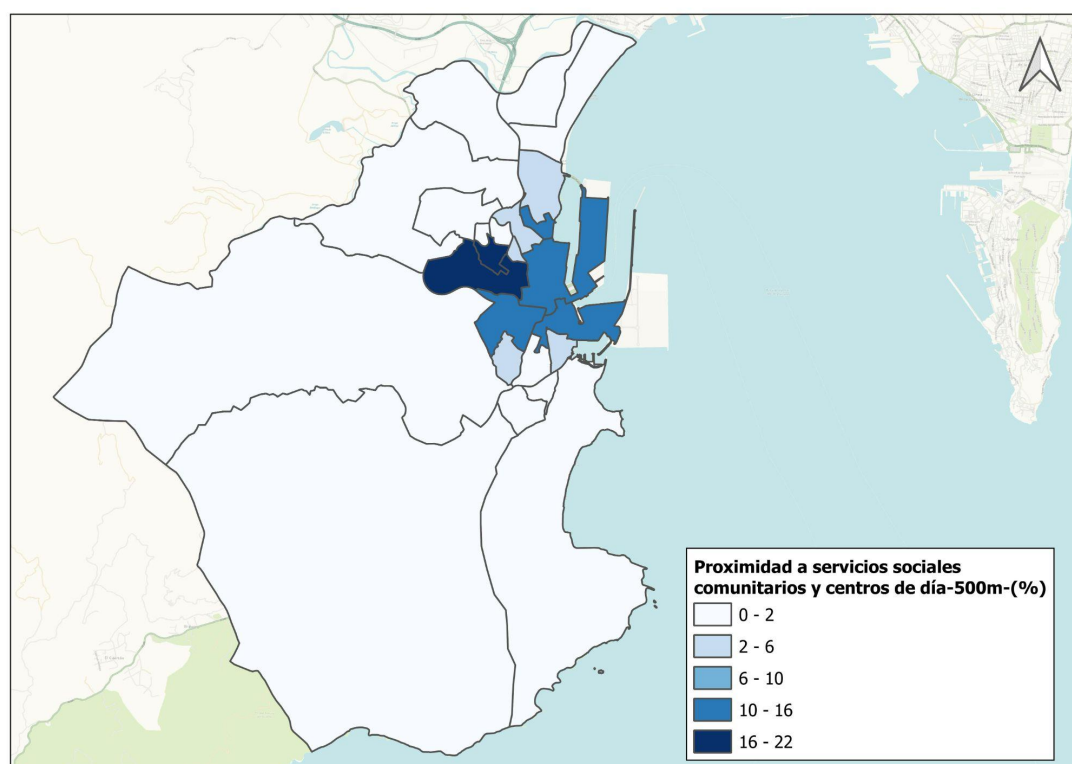 Proximidad a servicios sociales
comunitarios y centros de día-500m-(%)
0 - 2
2 - 6
6 - 10
10 - 16
16 - 22